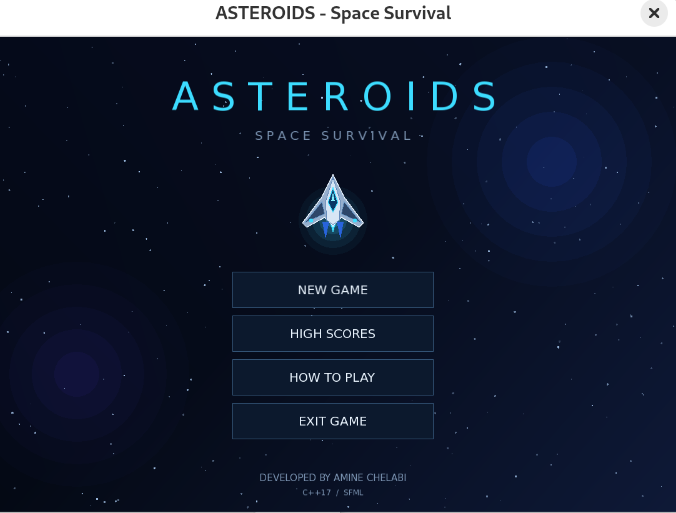 ASTEROIDS - Space Survival
ASTEROIDS
SPACE SURVIVAL
NEW GAME
HIGH SCORES
HOW TO PLAY
EXIT GAME
DEVELOPED BY AMINE CHELABI
C++17 / SFML